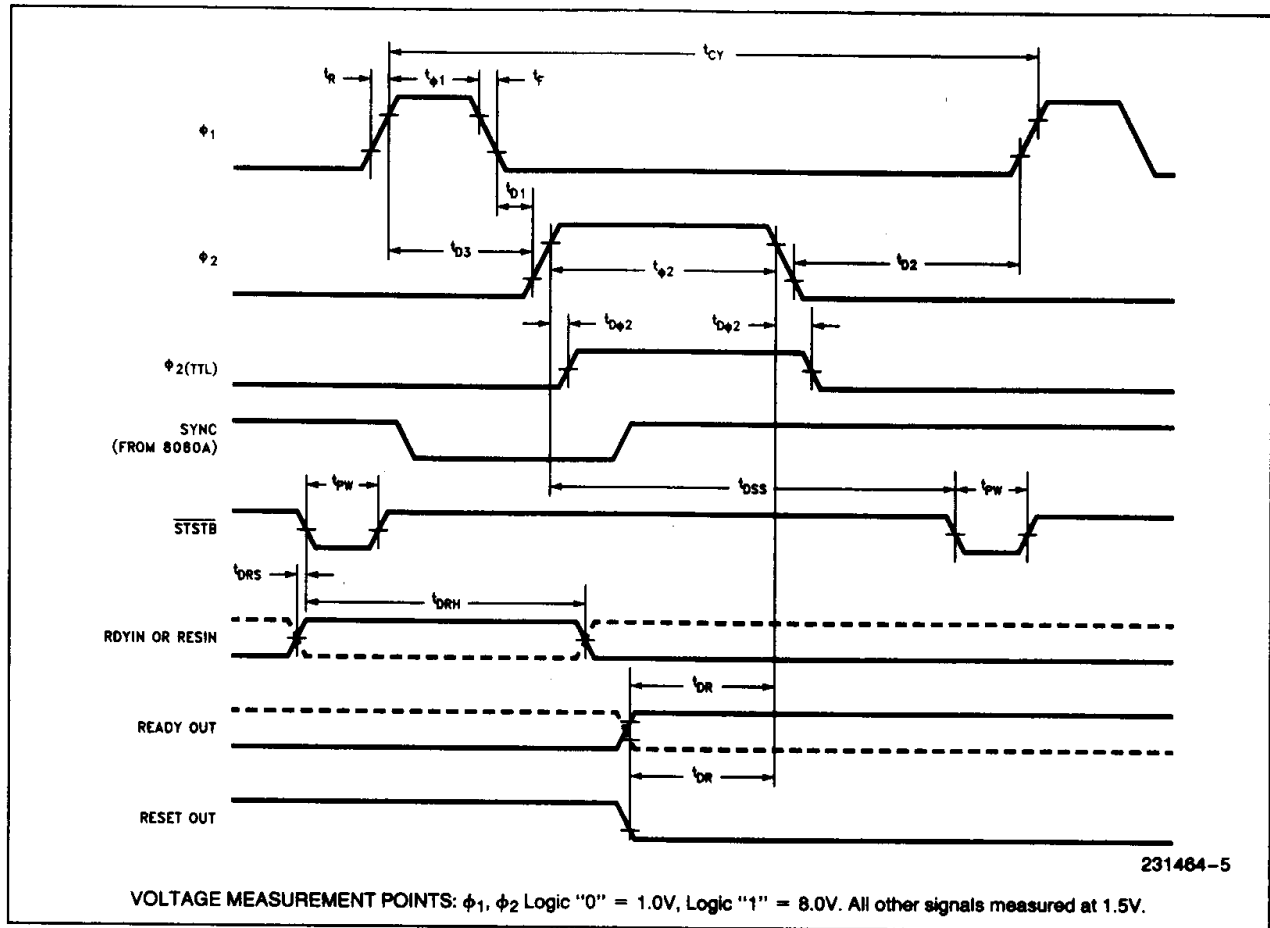 tCY
tR tϕ1 tF
ϕ1
tD1
tD3
ϕ2
tϕ2
tD2
tDϕ2 tDϕ2
ϕ2(TTL)
SYNC
(FROM 8080A)
tPW tDSS tPW
STSTB
tDRS
tDRH
RDYIN OR RESIN
tDR
READY OUT
tDR
RESET OUT
231464-5
VOLTAGE MEASUREMENT POINTS: ϕ1, ϕ2 Logic "0" = 1.0V, Logic "1" = 8.0V. All other signals measured at 1.5V.